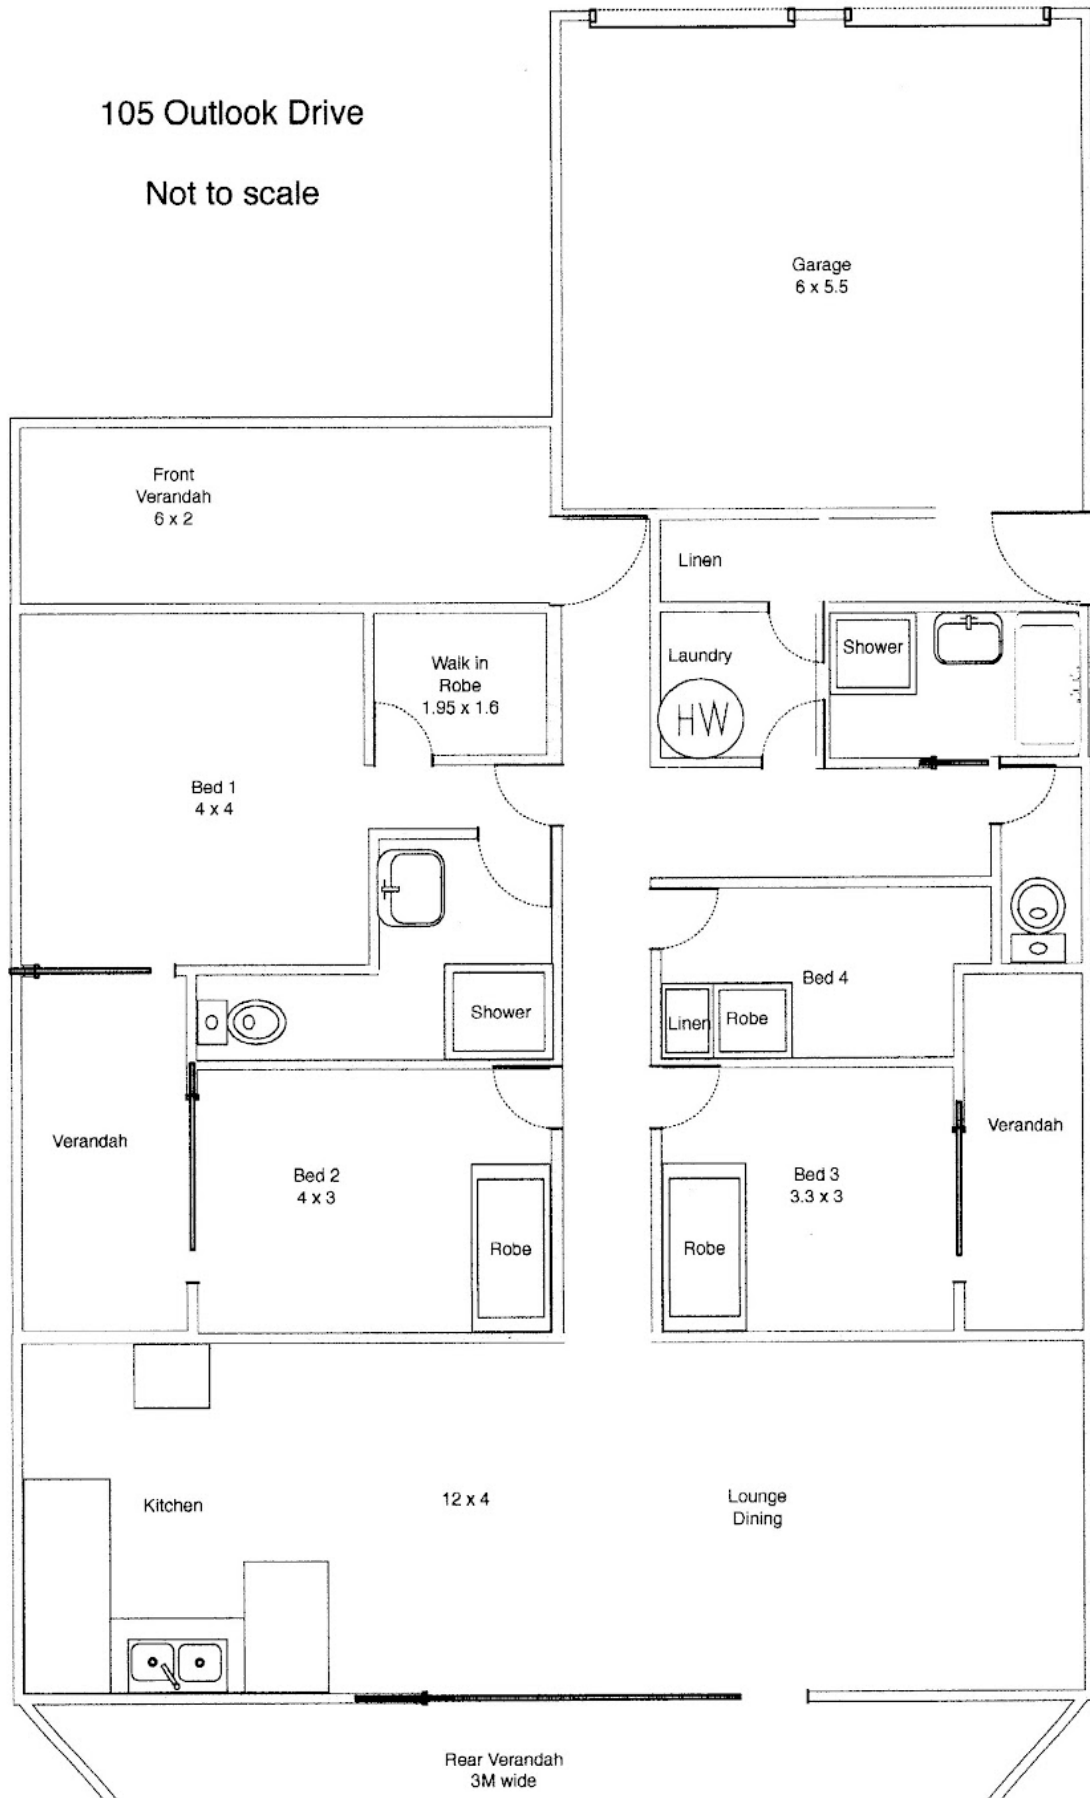 105 Outlook Drive
Not to scale
Garage
6 x 5.5
Front
Verandah
6 x 2
Linen
Walk in
Robe
1.95 x 1.6
Laundry
HW
Shower
Bed 1
4 x 4
Bed 4
Shower
Linen
Robe
Verandah
Bed 2
4 x 3
Robe
Bed 3
3.3 x 3
Robe
Verandah
Kitchen
12 x 4
Lounge
Dining
Rear Verandah
3M wide